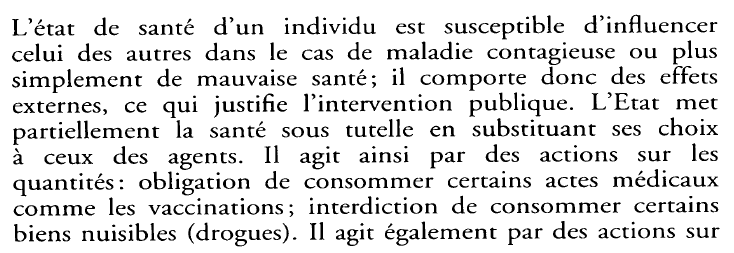 L'état de santé d'un individu est susceptible d'influencer
celui des autres dans le cas de maladie contagieuse ou plus
simplement de mauvaise santé; il comporte donc des effets
externes, ce qui justifie l'intervention publique. L'Etat met
partiellement la santé sous tutelle en substituant ses choix
à ceux des agents. Il agit ainsi par des actions sur les
quantités: obligation de consommer certains actes médicaux
comme les vaccinations; interdiction de consommer certains
biens nuisibles (drogues). Il agit également par des actions sur